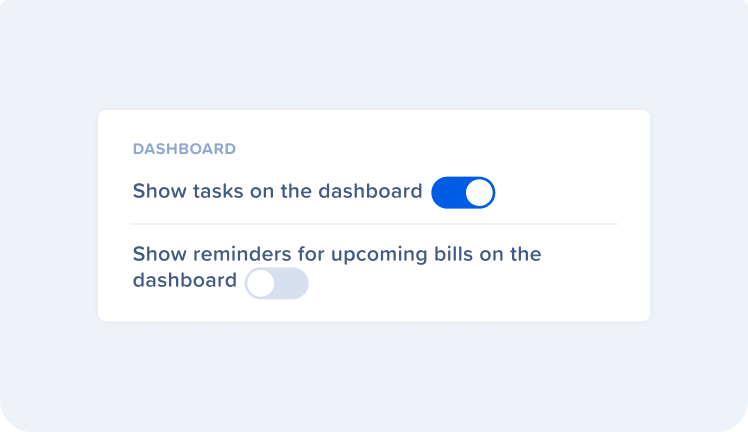 DASHBOARD
Show tasks on the dashboard
Show reminders for upcoming bills on the
dashboard